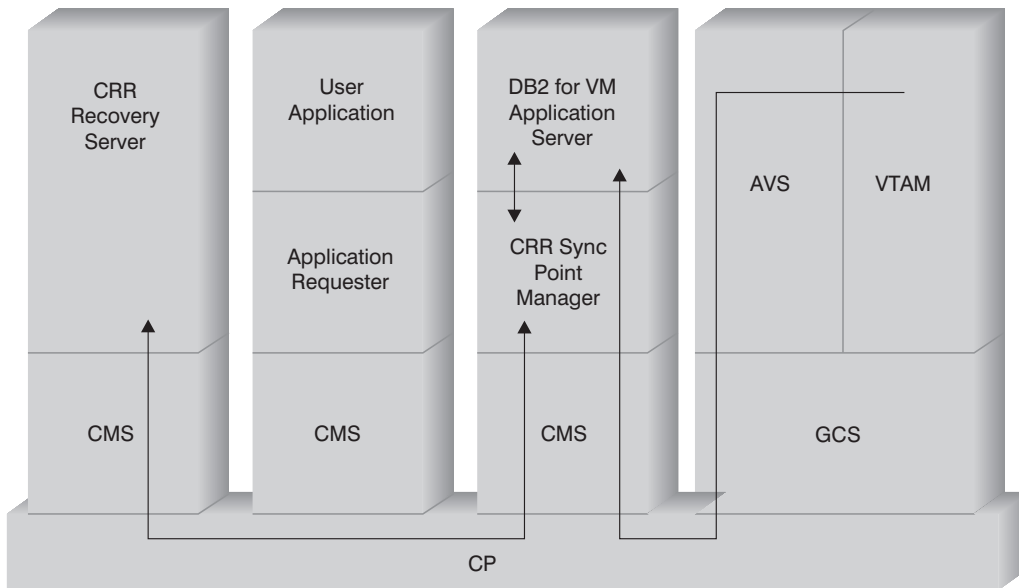 CRR
Recovery
Server
CMS
User
Application
Application
Requester
CMS
DB2 for VM
Application
Server
CRR Sync
Point
Manager
CMS
AVS
VTAM
GCS
CP